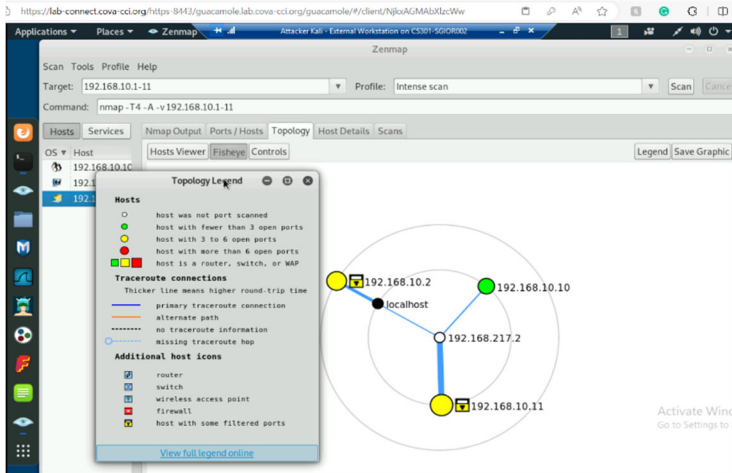 https://lab-connect.cova-cci.org/https-8443/guacamole.lab.cova-cci.org/guacamole/#/client/NjkxAGMAbXlzcWw
Applications Places Zenmap Attacker Kali - External Workstation on CS301-SGIOR002 1
Zenmap
Scan Tools Profile Help
Target: 192.168.10.1-11 Profile: Intense scan Scan Cance
Command: nmap -T4 -A -v 192.168.10.1-11
Hosts Services Nmap Output Ports / Hosts Topology Host Details Scans
OS Host Hosts Viewer Fisheye Controls Legend Save Graphic
192.168.10.10
192.1
192.1
Topology Legend
Hosts
host was not port scanned
host with fewer than 3 open ports
host with 3 to 6 open ports
host with more than 6 open ports
host is a router, switch, or WAP
Traceroute connections
Thicker line means higher round-trip time
primary traceroute connection
alternate path
no traceroute information
missing traceroute hop
Additional host icons
router
switch
wireless access point
firewall
host with some filtered ports
View full legend online
192.168.10.2
192.168.10.10
localhost
192.168.217.2
192.168.10.11
Activate Wind
Go to Settings to